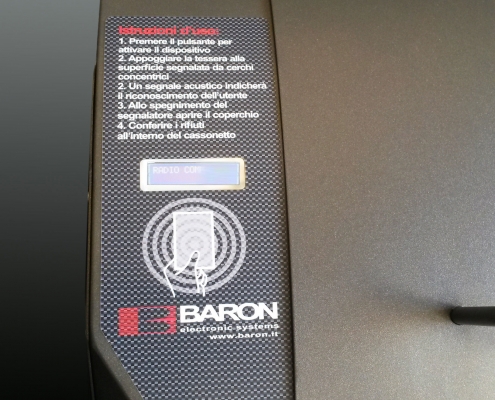 Istruzioni d'uso:
1. Premere il pulsante per
attivare il dispositivo
2. Appoggiare la tessera alla
superficie segnalata da cerchi
concentrici
2. Un segnale acustico indicherà
il riconoscimento dell'utente
3. Allo spegnimento del
segnalatore aprire il coperchio
4. Conferire i rifiuti
all'interno del cassonetto
RADIO COMP
BARON
electronic systems
www.baron.it